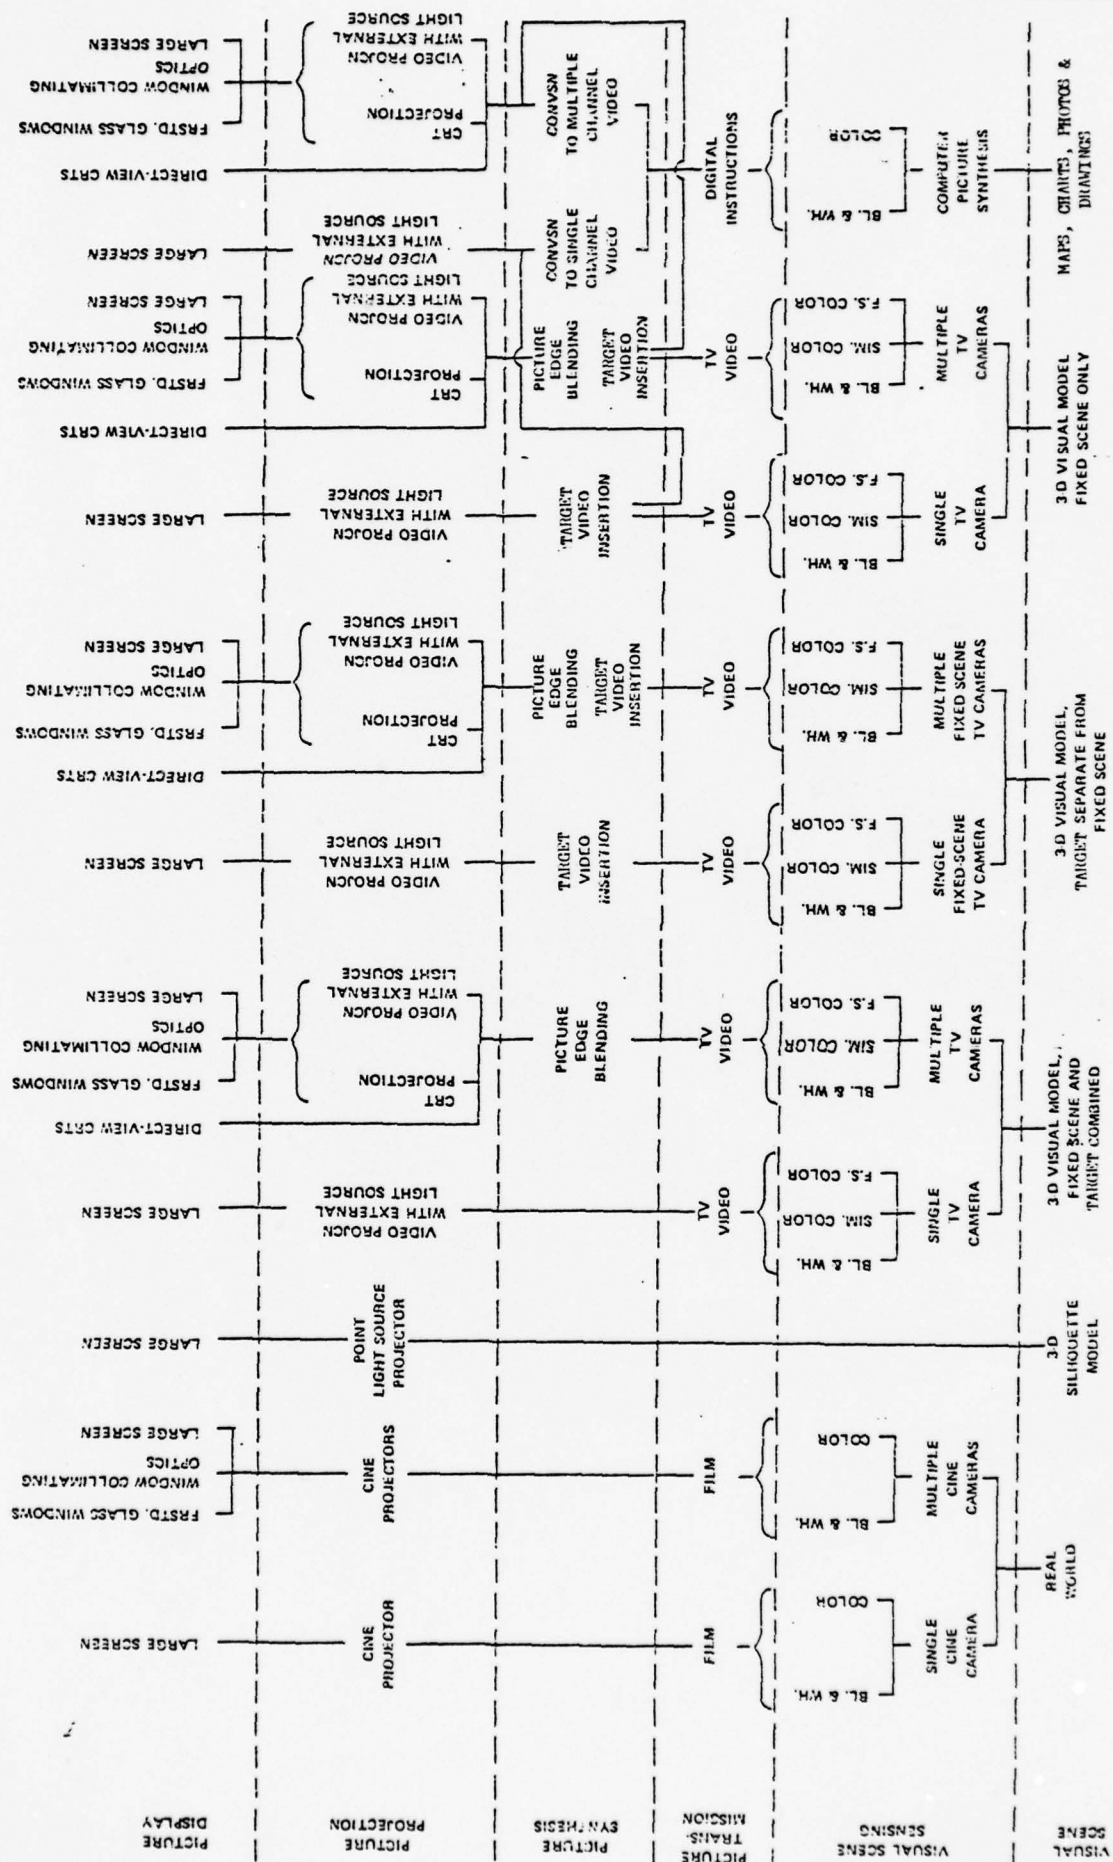 LARGE SCREEN
WINDOW COLLIMATING
OPTICS
FRSTD. GLASS WINDOWS
DIRECT-VIEW CRTS
VIDEO PROJCN
WITH EXTERNAL
LIGHT SOURCE
CRT
PROJECTION
CONVSN
TO MULTIPLE
CHANNEL
VIDEO
DIGITAL
INSTRUCTIONS
COLOR
BL. & WH.
COMPUTER
PICTURE
SYNTHESIS
MAPS, CHARTS, PHOTOS &
DRAWINGS
LARGE SCREEN
VIDEO PROJCN
WITH EXTERNAL
LIGHT SOURCE
CONVSN
TO SINGLE
CHANNEL
VIDEO
LARGE SCREEN
WINDOW COLLIMATING
OPTICS
FRSTD. GLASS WINDOWS
DIRECT-VIEW CRTS
VIDEO PROJCN
WITH EXTERNAL
LIGHT SOURCE
CRT
PROJECTION
PICTURE
EDGE
BLENDING
TARGET
VIDEO
INSERTION
TV
VIDEO
F.S. COLOR
SIM. COLOR
BL. & WH.
MULTIPLE
TV
CAMERAS
3-D VISUAL MODEL
FIXED SCENE ONLY
LARGE SCREEN
VIDEO PROJCN
WITH EXTERNAL
LIGHT SOURCE
TARGET
VIDEO
INSERTION
TV
VIDEO
F.S. COLOR
SIM. COLOR
BL. & WH.
SINGLE
TV
CAMERA
LARGE SCREEN
WINDOW COLLIMATING
OPTICS
FRSTD. GLASS WINDOWS
DIRECT-VIEW CRTS
VIDEO PROJCN
WITH EXTERNAL
LIGHT SOURCE
CRT
PROJECTION
PICTURE
EDGE
BLENDING
TARGET
VIDEO
INSERTION
TV
VIDEO
F.S. COLOR
SIM. COLOR
BL. & WH.
MULTIPLE
FIXED SCENE
TV CAMERAS
3-D VISUAL MODEL,
TARGET SEPARATE FROM
FIXED SCENE
LARGE SCREEN
VIDEO PROJCN
WITH EXTERNAL
LIGHT SOURCE
TARGET
VIDEO
INSERTION
TV
VIDEO
F.S. COLOR
SIM. COLOR
BL. & WH.
SINGLE
FIXED-SCENE
TV CAMERA
LARGE SCREEN
WINDOW COLLIMATING
OPTICS
FRSTD. GLASS WINDOWS
DIRECT-VIEW CRTS
VIDEO PROJCN
WITH EXTERNAL
LIGHT SOURCE
CRT
PROJECTION
PICTURE
EDGE
BLENDING
TV
VIDEO
F.S. COLOR
SIM. COLOR
BL. & WH.
MULTIPLE
TV
CAMERAS
3-D VISUAL MODEL,
FIXED SCENE AND
TARGET COMBINED
LARGE SCREEN
VIDEO PROJCN
WITH EXTERNAL
LIGHT SOURCE
TV
VIDEO
F.S. COLOR
SIM. COLOR
BL. & WH.
SINGLE
TV
CAMERA
LARGE SCREEN
POINT
LIGHT SOURCE
PROJECTOR
3-D
SILHOUETTE
MODEL
LARGE SCREEN
WINDOW COLLIMATING
OPTICS
FRSTD. GLASS WINDOWS
CINE
PROJECTORS
FILM
COLOR
BL. & WH.
MULTIPLE
CINE
CAMERAS
REAL
WORLD
LARGE SCREEN
CINE
PROJECTOR
FILM
COLOR
BL. & WH.
SINGLE
CINE
CAMERA
PICTURE
DISPLAY
PICTURE
PROJECTION
PICTURE
SYNTHESIS
PICTURE
TRANS-
MISSION
VISUAL SCENE
SENSING
VISUAL
SCENE